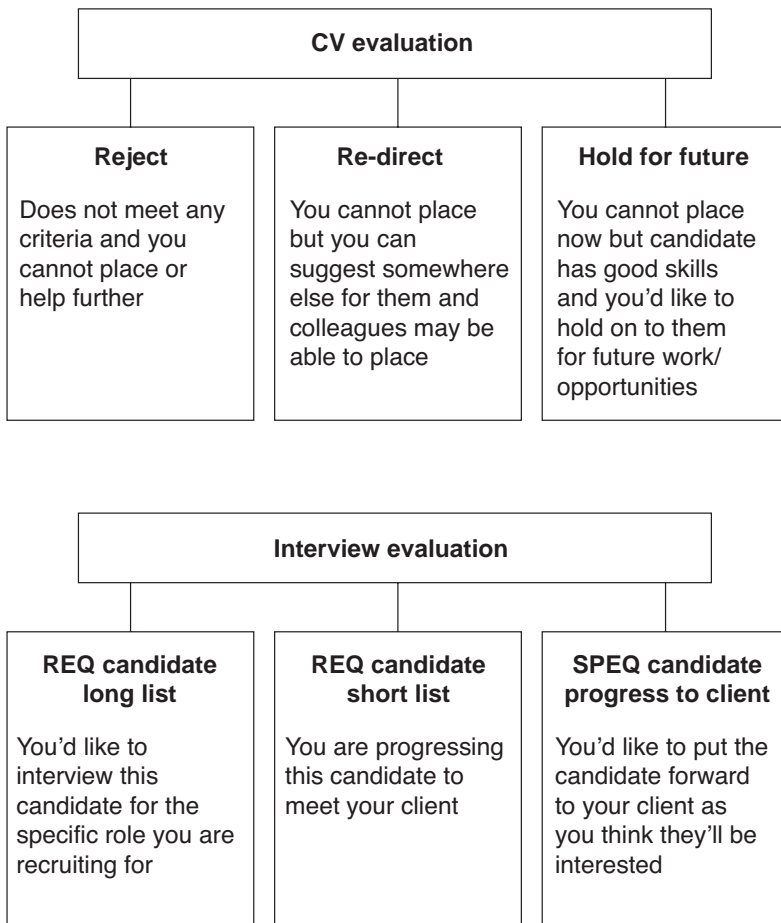 CV evaluation
Reject
Does not meet any
criteria and you
cannot place or
help further
Re-direct
You cannot place
but you can
suggest somewhere
else for them and
colleagues may be
able to place
Hold for future
You cannot place
now but candidate
has good skills
and you’d like to
hold on to them
for future work/
opportunities
Interview evaluation
REQ candidate
long list
You’d like to
interview this
candidate for the
specific role you are
recruiting for
REQ candidate
short list
You are progressing
this candidate to
meet your client
SPEQ candidate
progress to client
You’d like to put the
candidate forward
to your client as
you think they’ll be
interested